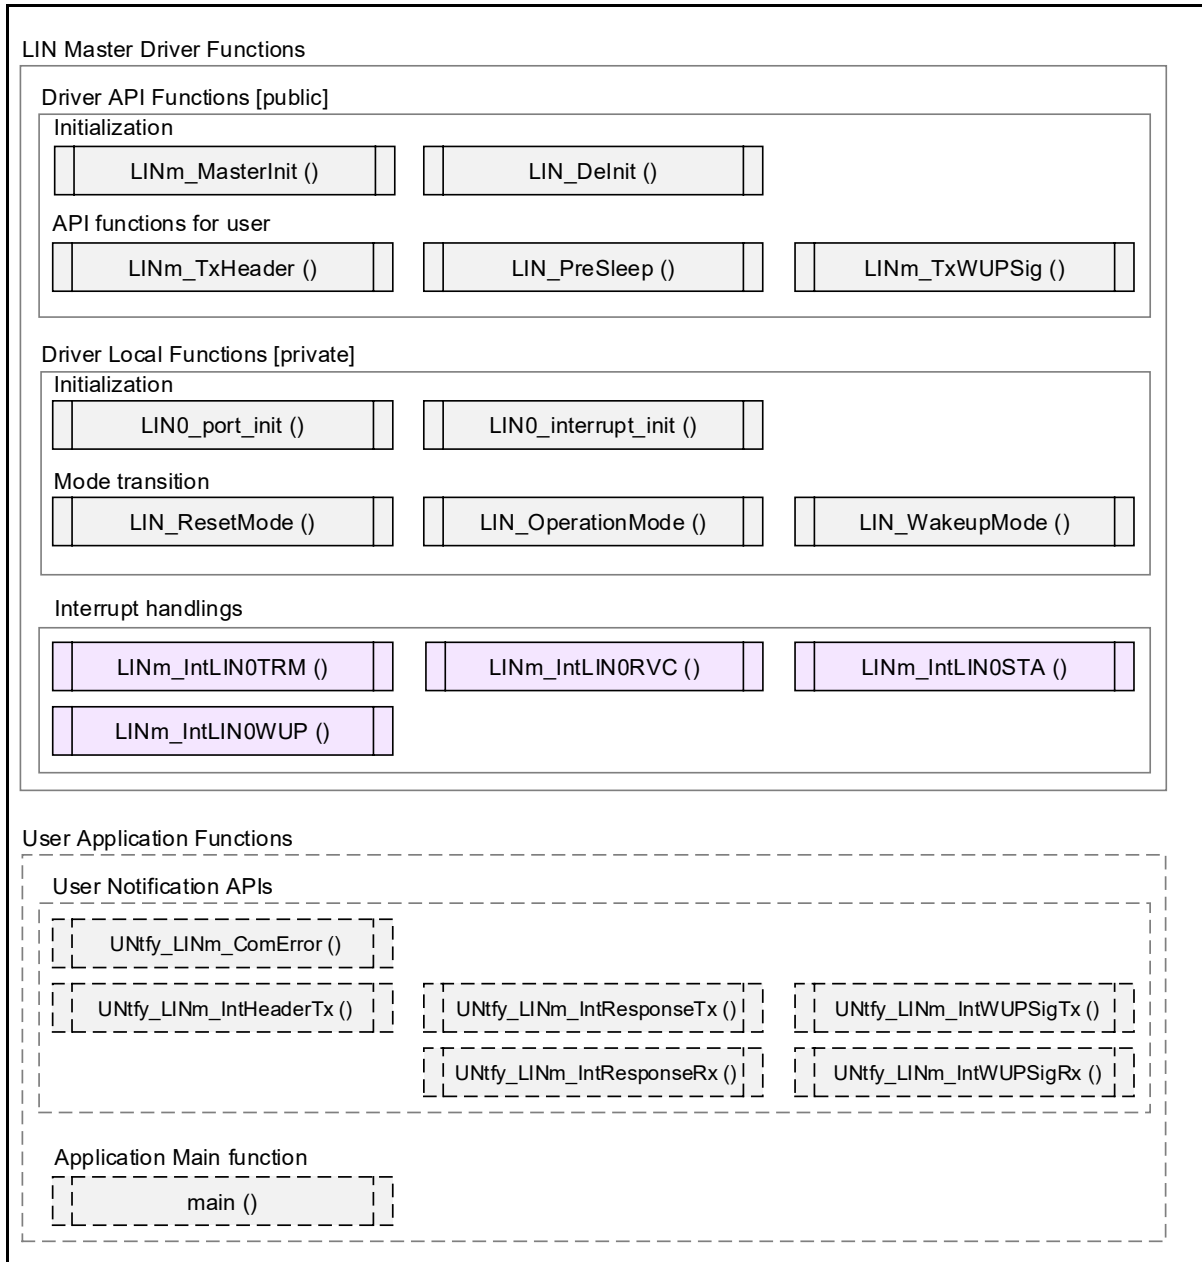 LIN Master Driver Functions
Driver API Functions [public]
Initialization
LINm_MasterInit () LIN_DeInit ()
API functions for user
LINm_TxHeader () LIN_PreSleep () LINm_TxWUPSig ()
Driver Local Functions [private]
Initialization
LIN0_port_init () LIN0_interrupt_init ()
Mode transition
LIN_ResetMode () LIN_OperationMode () LIN_WakeupMode ()
Interrupt handlings
LINm_IntLIN0TRM () LINm_IntLIN0RVC () LINm_IntLIN0STA ()
LINm_IntLIN0WUP ()
User Application Functions
User Notification APIs
UNtfy_LINm_ComError ()
UNtfy_LINm_IntHeaderTx () UNtfy_LINm_IntResponseTx () UNtfy_LINm_IntWUPSigTx ()
UNtfy_LINm_IntResponseRx () UNtfy_LINm_IntWUPSigRx ()
Application Main function
main ()